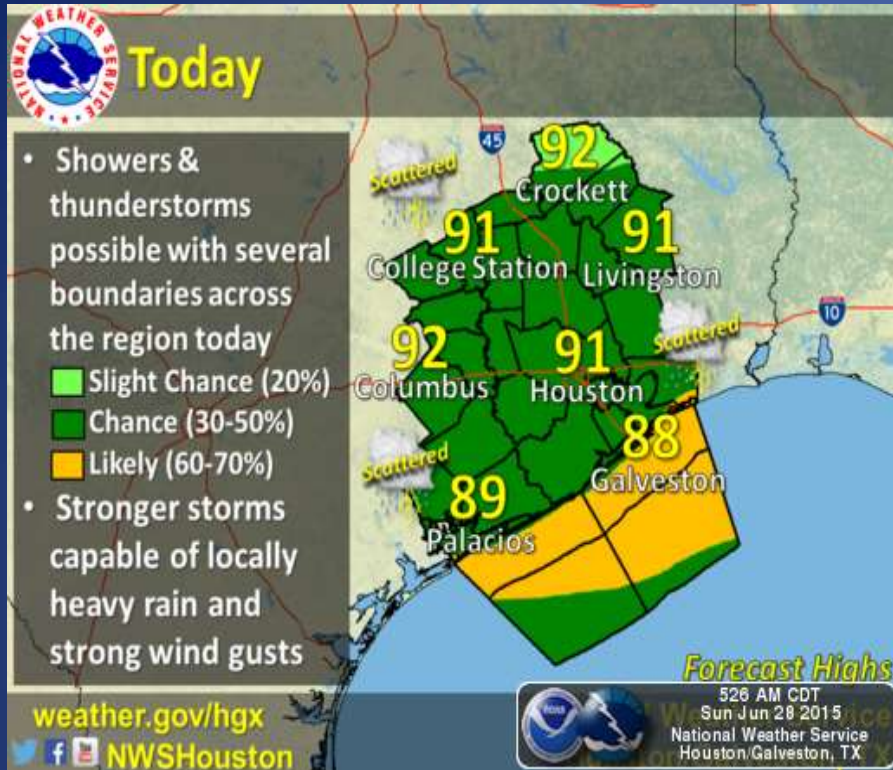 NATIONAL WEATHER SERVICE
Today
• Showers &
thunderstorms
possible with several
boundaries across
the region today
Slight Chance (20%)
Chance (30-50%)
Likely (60-70%)
• Stronger storms
capable of locally
heavy rain and
strong wind gusts
45
92
Crockett
Scattered
91
College Station
91
Livingston
10
Scattered
92
Columbus
91
Houston
88
Galveston
Scattered
89
Palacios
Forecast Highs
weather.gov/hgx
NWSHouston
526 AM CDT
Sun Jun 28 2015
National Weather Service
Houston/Galveston, TX